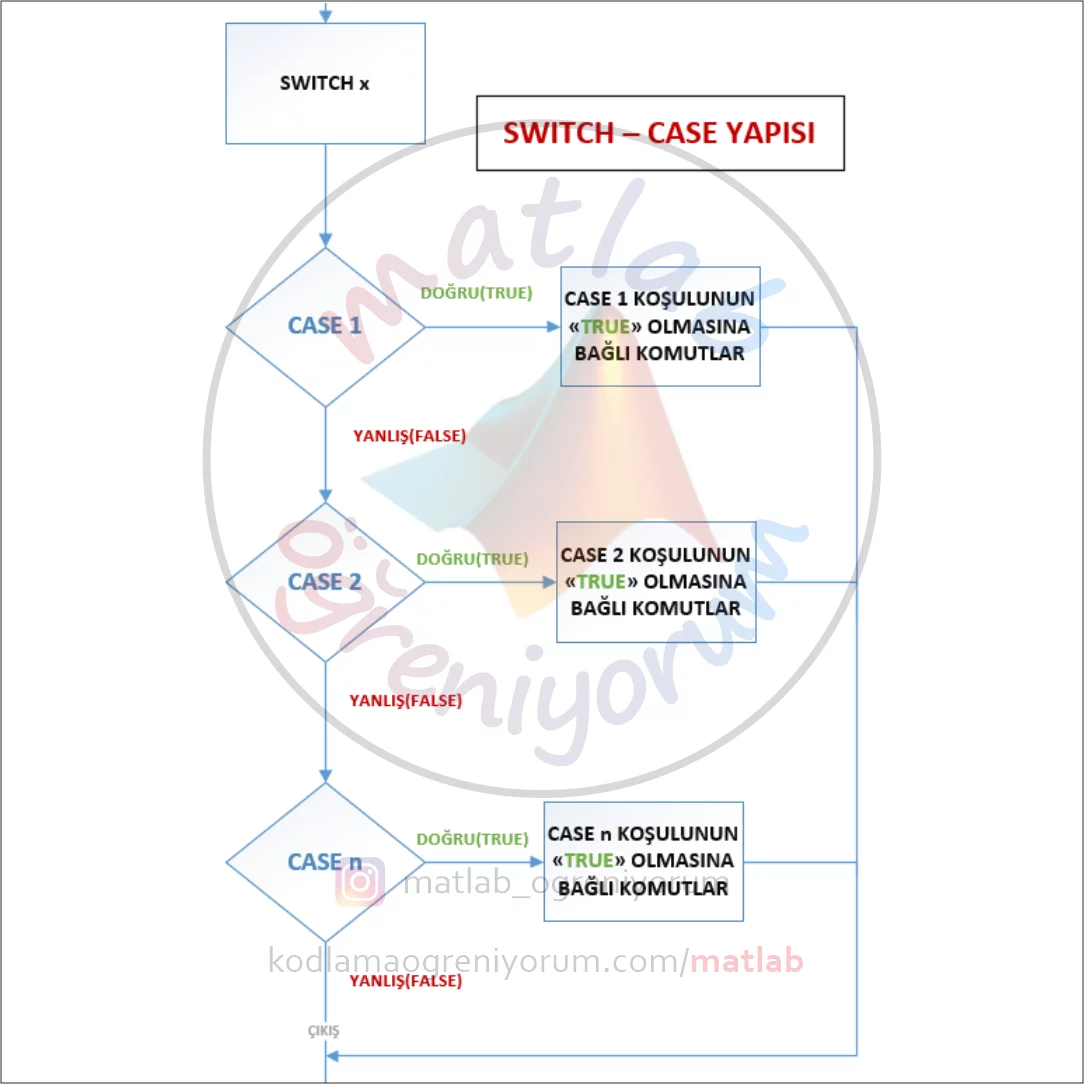 SWITCH x
SWITCH – CASE YAPISI
matlab
DOĞRU(TRUE)
CASE 1
CASE 1 KOŞULUNUN
«TRUE» OLMASINA
BAĞLI KOMUTLAR
YANLIŞ(FALSE)
öğreniyorum
DOĞRU(TRUE)
CASE 2
CASE 2 KOŞULUNUN
«TRUE» OLMASINA
BAĞLI KOMUTLAR
YANLIŞ(FALSE)
DOĞRU(TRUE)
CASE n
CASE n KOŞULUNUN
«TRUE» OLMASINA
BAĞLI KOMUTLAR
matlab_ogreniyorum
kodlamaogreniyorum.com/matlab
YANLIŞ(FALSE)
ÇIKIŞ